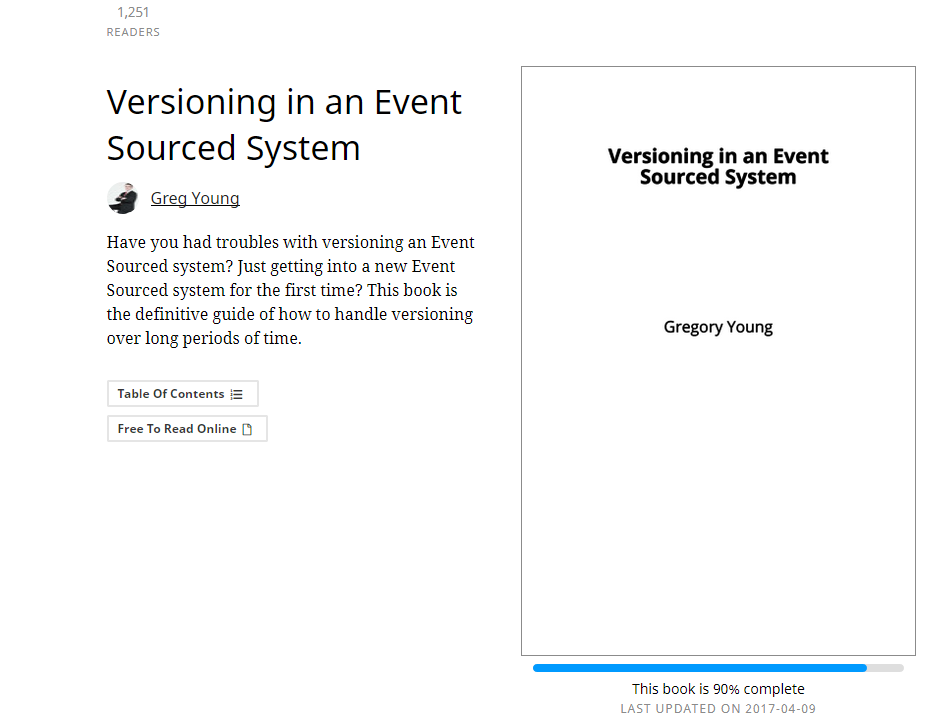 1,251
READERS
Versioning in an Event
Sourced System
Greg Young
Have you had troubles with versioning an Event
Sourced system? Just getting into a new Event
Sourced system for the first time? This book is
the definitive guide of how to handle versioning
over long periods of time.
Table Of Contents
Free To Read Online
Versioning in an Event
Sourced System
Gregory Young
This book is 90% complete
LAST UPDATED ON 2017-04-09